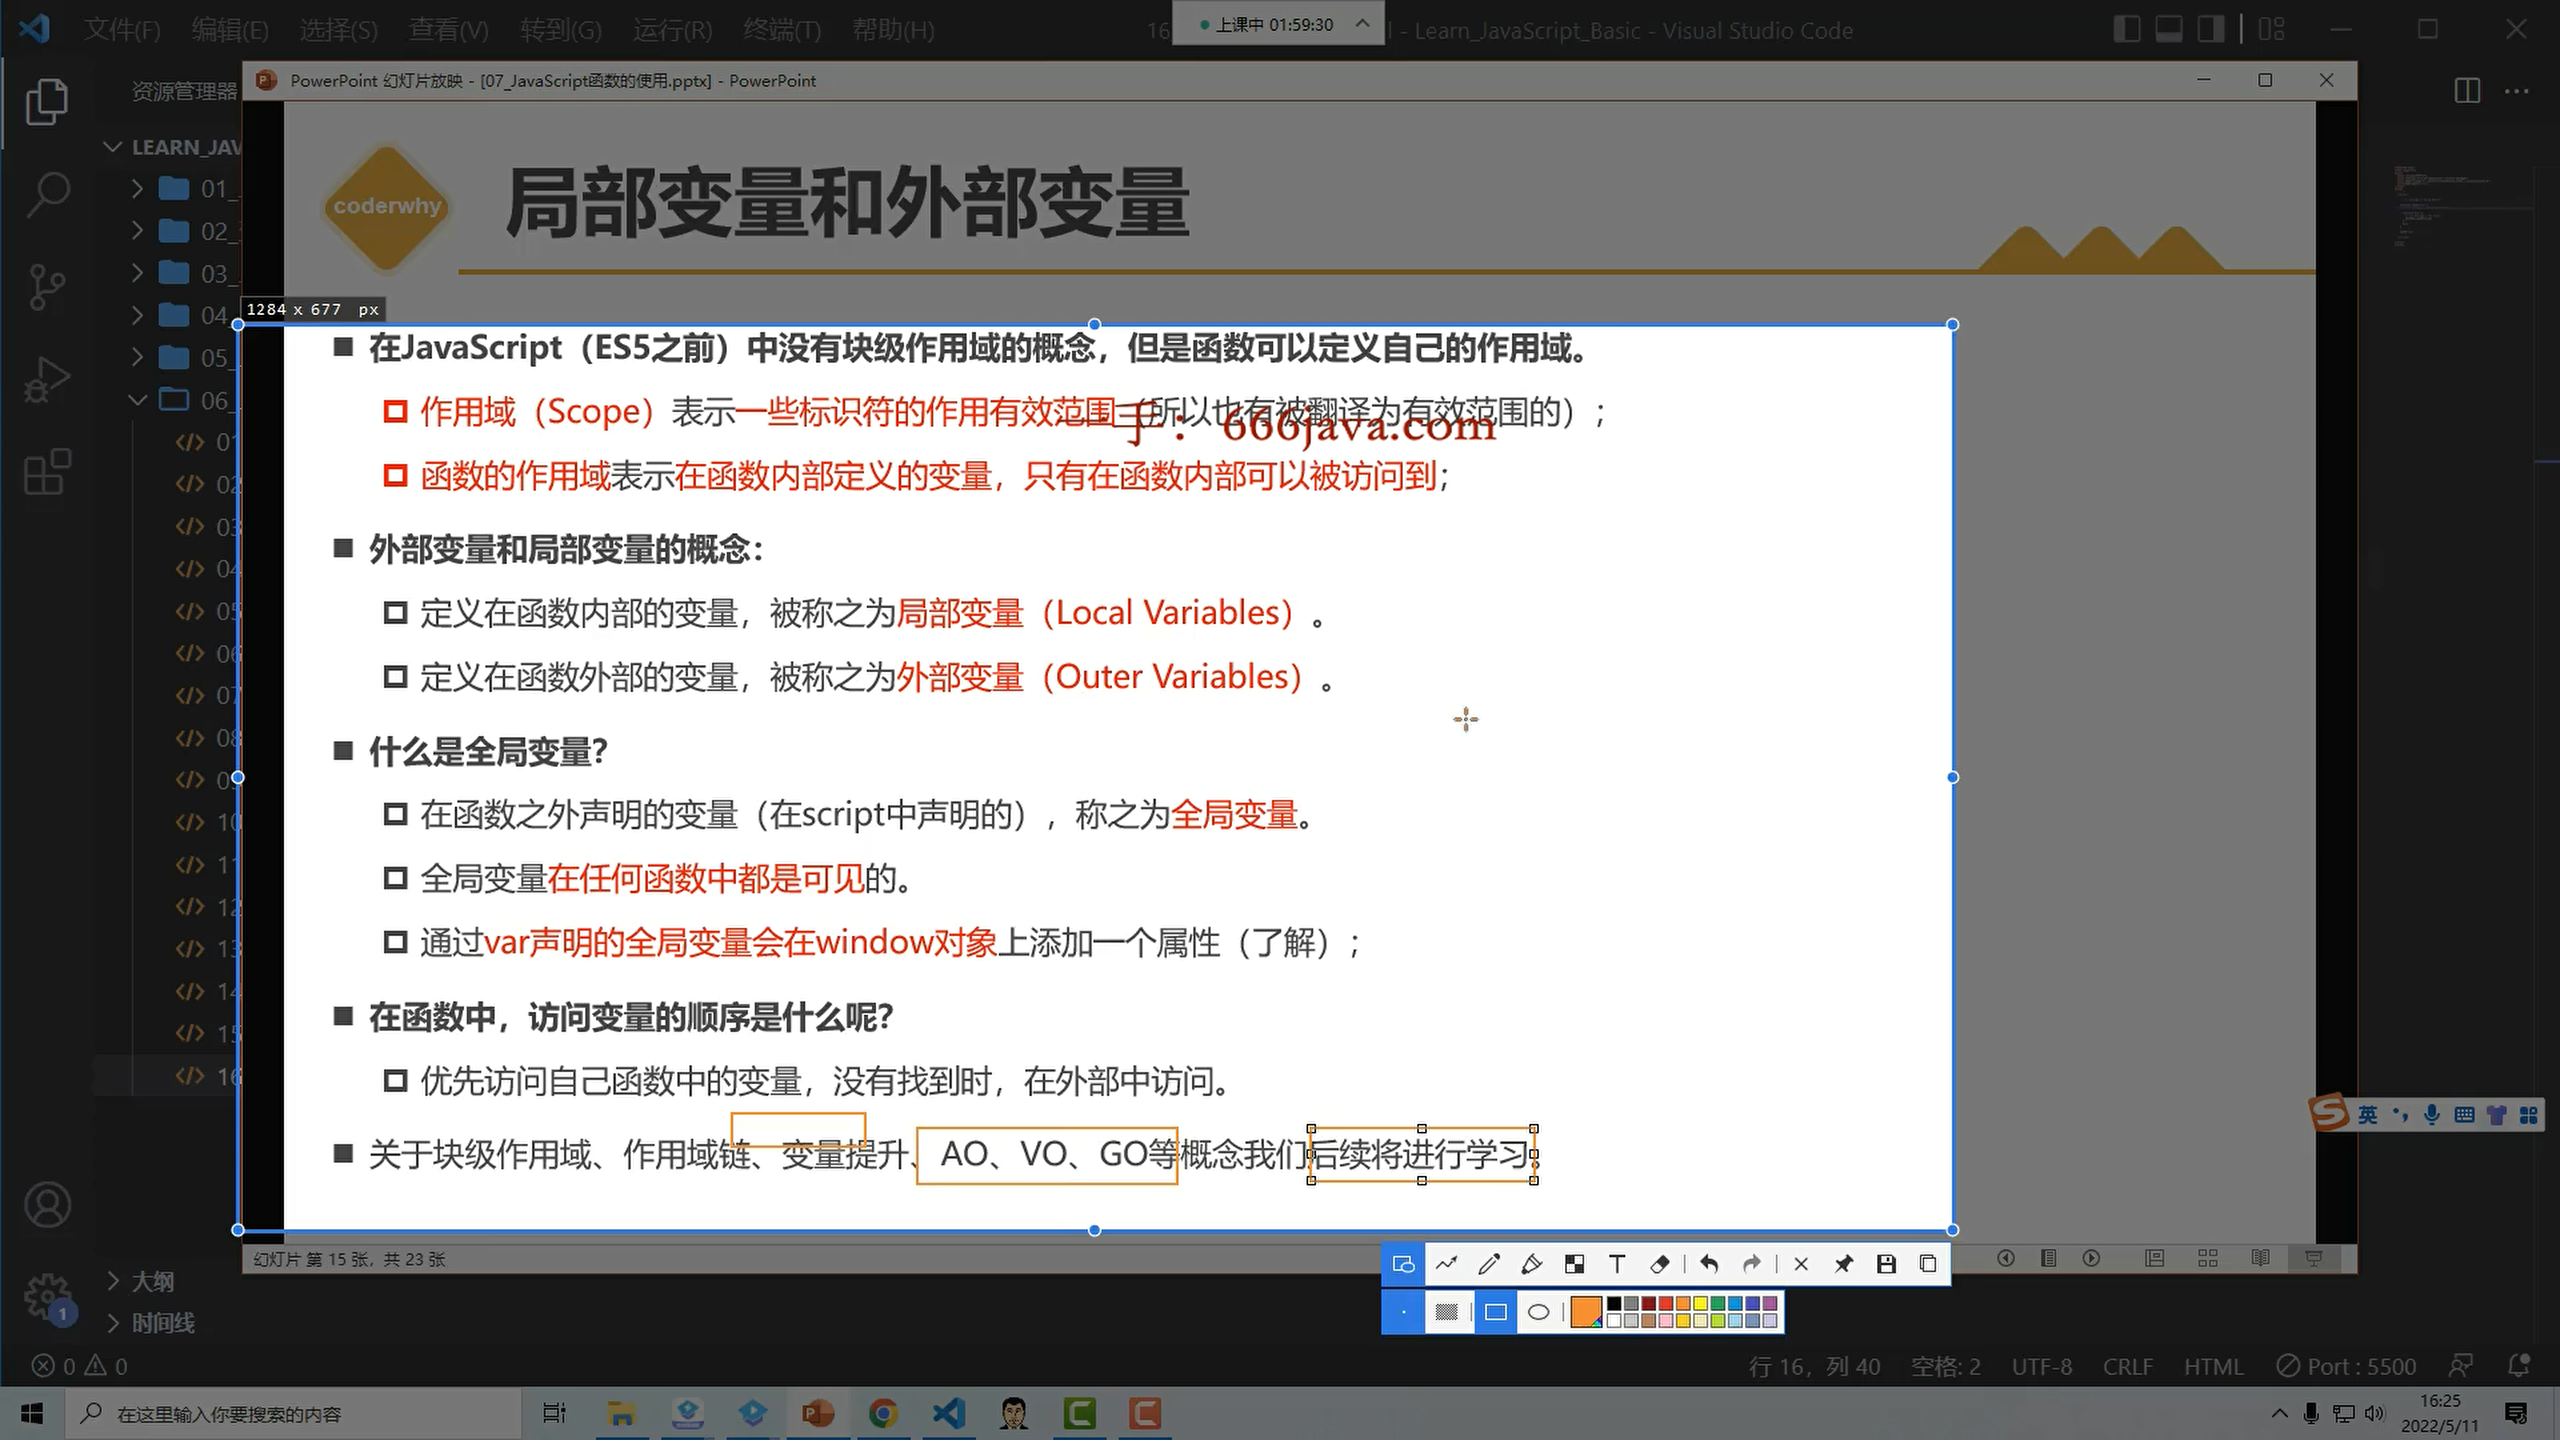 文件(F) 编辑(E) 选择(S) 查看(V) 转到(G) 运行(R) 终端(T) 帮助(H)
16
上课中 01:59:30
- Learn_JavaScript_Basic - Visual Studio Code
资源管理器
PowerPoint 幻灯片放映 - [07_JavaScript函数的使用.pptx] - PowerPoint
LEARN_JAV
01_
02_
03_
04_
05_
06_
01
02
03
04
05
06
07
08
10
11
12
13
14
15
16
coderwhy
局部变量和外部变量
1284 x 677 px
在JavaScript（ES5之前）中没有块级作用域的概念，但是函数可以定义自己的作用域。
作用域（Scope）表示一些标识符的作用有效范围（所以也有被翻译为有效范围的）；
一手：666java.com
函数的作用域表示在函数内部定义的变量，只有在函数内部可以被访问到；
外部变量和局部变量的概念：
定义在函数内部的变量，被称之为局部变量（Local Variables）。
定义在函数外部的变量，被称之为外部变量（Outer Variables）。
什么是全局变量？
在函数之外声明的变量（在script中声明的），称之为全局变量。
全局变量在任何函数中都是可见的。
通过var声明的全局变量会在window对象上添加一个属性（了解）；
在函数中，访问变量的顺序是什么呢？
优先访问自己函数中的变量，没有找到时，在外部中访问。
关于块级作用域、作用域链、变量提升、AO、VO、GO等概念我们后续将进行学习。
幻灯片 第 15 张，共 23 张
英
大纲
时间线
1
0 0
行 16，列 40 空格: 2 UTF-8 CRLF HTML Port : 5500
在这里输入你要搜索的内容
16:25
2022/5/11